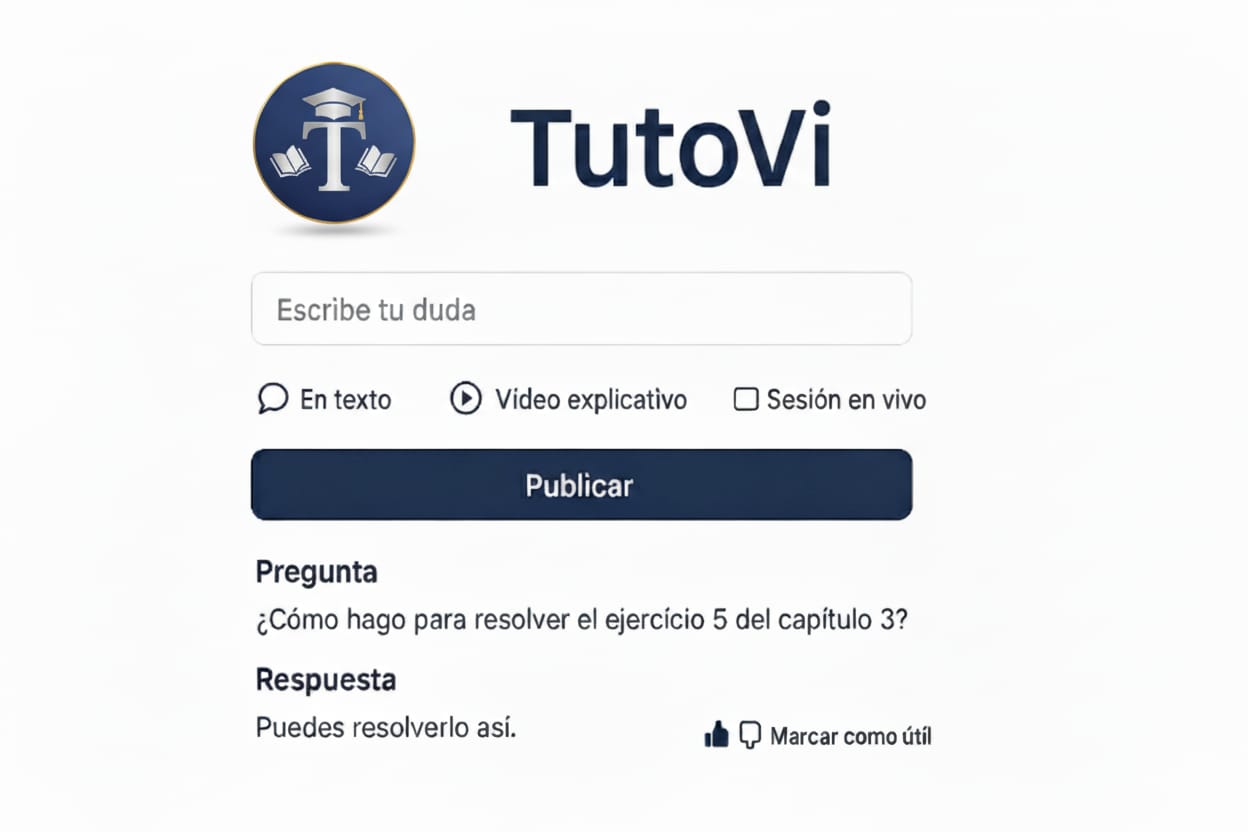 T
TutoVi
Escribe tu duda
En texto Vídeo explicativo Sesión en vivo
Publicar
Pregunta
¿Cómo hago para resolver el ejercício 5 del capítulo 3?
Respuesta
Puedes resolverlo así.
Marcar como útíl